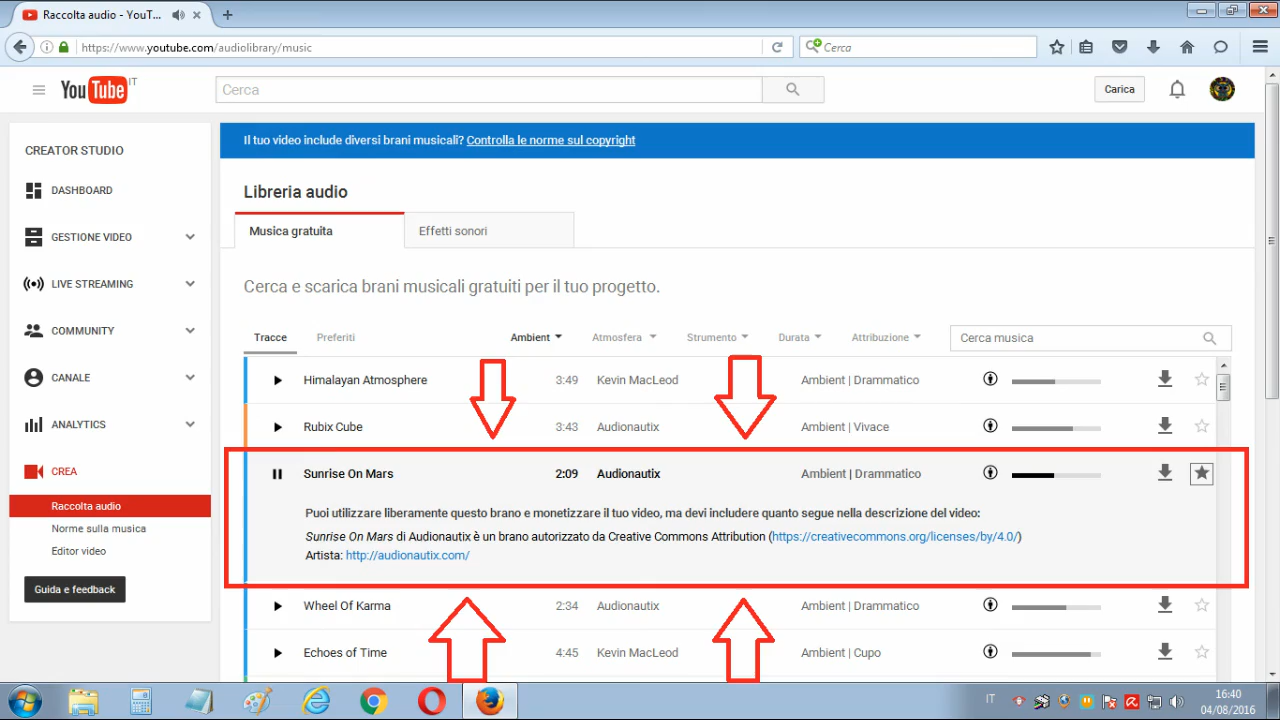 Raccolta audio - YouT...
https://www.youtube.com/audiolibrary/music
Cerca
YouTube IT
Cerca
Carica
CREATOR STUDIO
DASHBOARD
GESTIONE VIDEO
LIVE STREAMING
COMMUNITY
CANALE
ANALYTICS
CREA
Raccolta audio
Norme sulla musica
Editor video
Guida e feedback
Il tuo video include diversi brani musicali? Controlla le norme sul copyright
Libreria audio
Musica gratuita Effetti sonori
Cerca e scarica brani musicali gratuiti per il tuo progetto.
Tracce Preferiti Ambient Atmosfera Strumento Durata Attribuzione Cerca musica
Himalayan Atmosphere 3:49 Kevin MacLeod Ambient | Drammatico
Rubix Cube 3:43 Audionautix Ambient | Vivace
Sunrise On Mars 2:09 Audionautix Ambient | Drammatico
Puoi utilizzare liberamente questo brano e monetizzare il tuo video, ma devi includere quanto segue nella descrizione del video:
Sunrise On Mars di Audionautix è un brano autorizzato da Creative Commons Attribution (https://creativecommons.org/licenses/by/4.0/)
Artista: http://audionautix.com/
Wheel Of Karma 2:34 Audionautix Ambient | Drammatico
Echoes of Time 4:45 Kevin MacLeod Ambient | Cupo
IT
16:40
04/08/2016